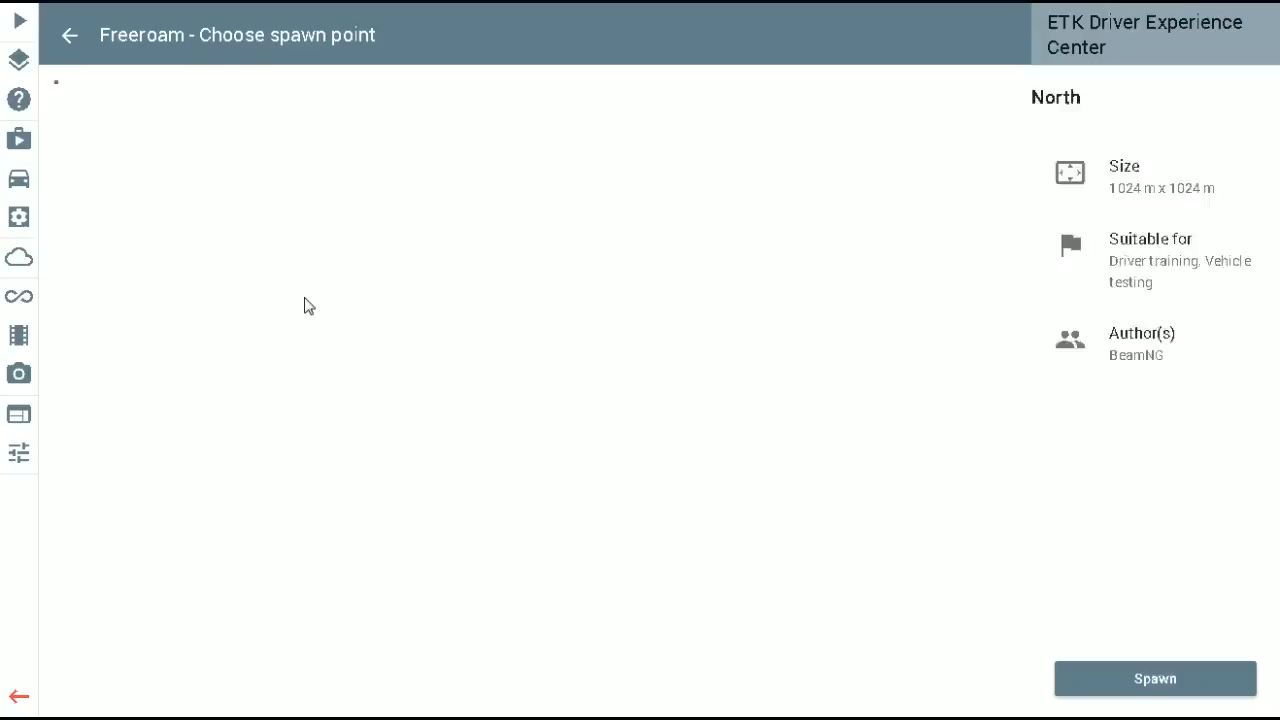 Freeroam - Choose spawn point
ETK Driver Experience
Center
North
Size
1024 m x 1024 m
Suitable for
Driver training, Vehicle
testing
Author(s)
BeamNG
Spawn